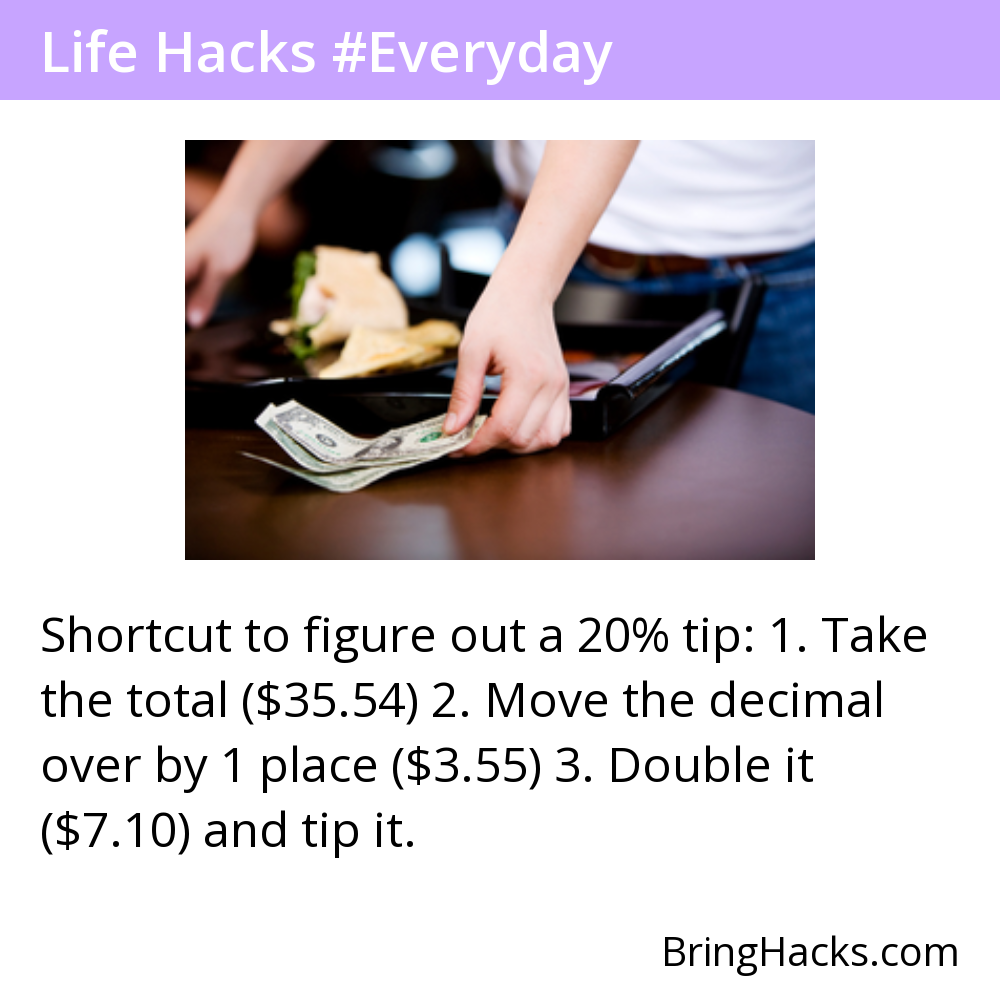 Life Hacks #Everyday
Shortcut to figure out a 20% tip: 1. Take
the total ($35.54) 2. Move the decimal
over by 1 place ($3.55) 3. Double it
($7.10) and tip it.
BringHacks.com